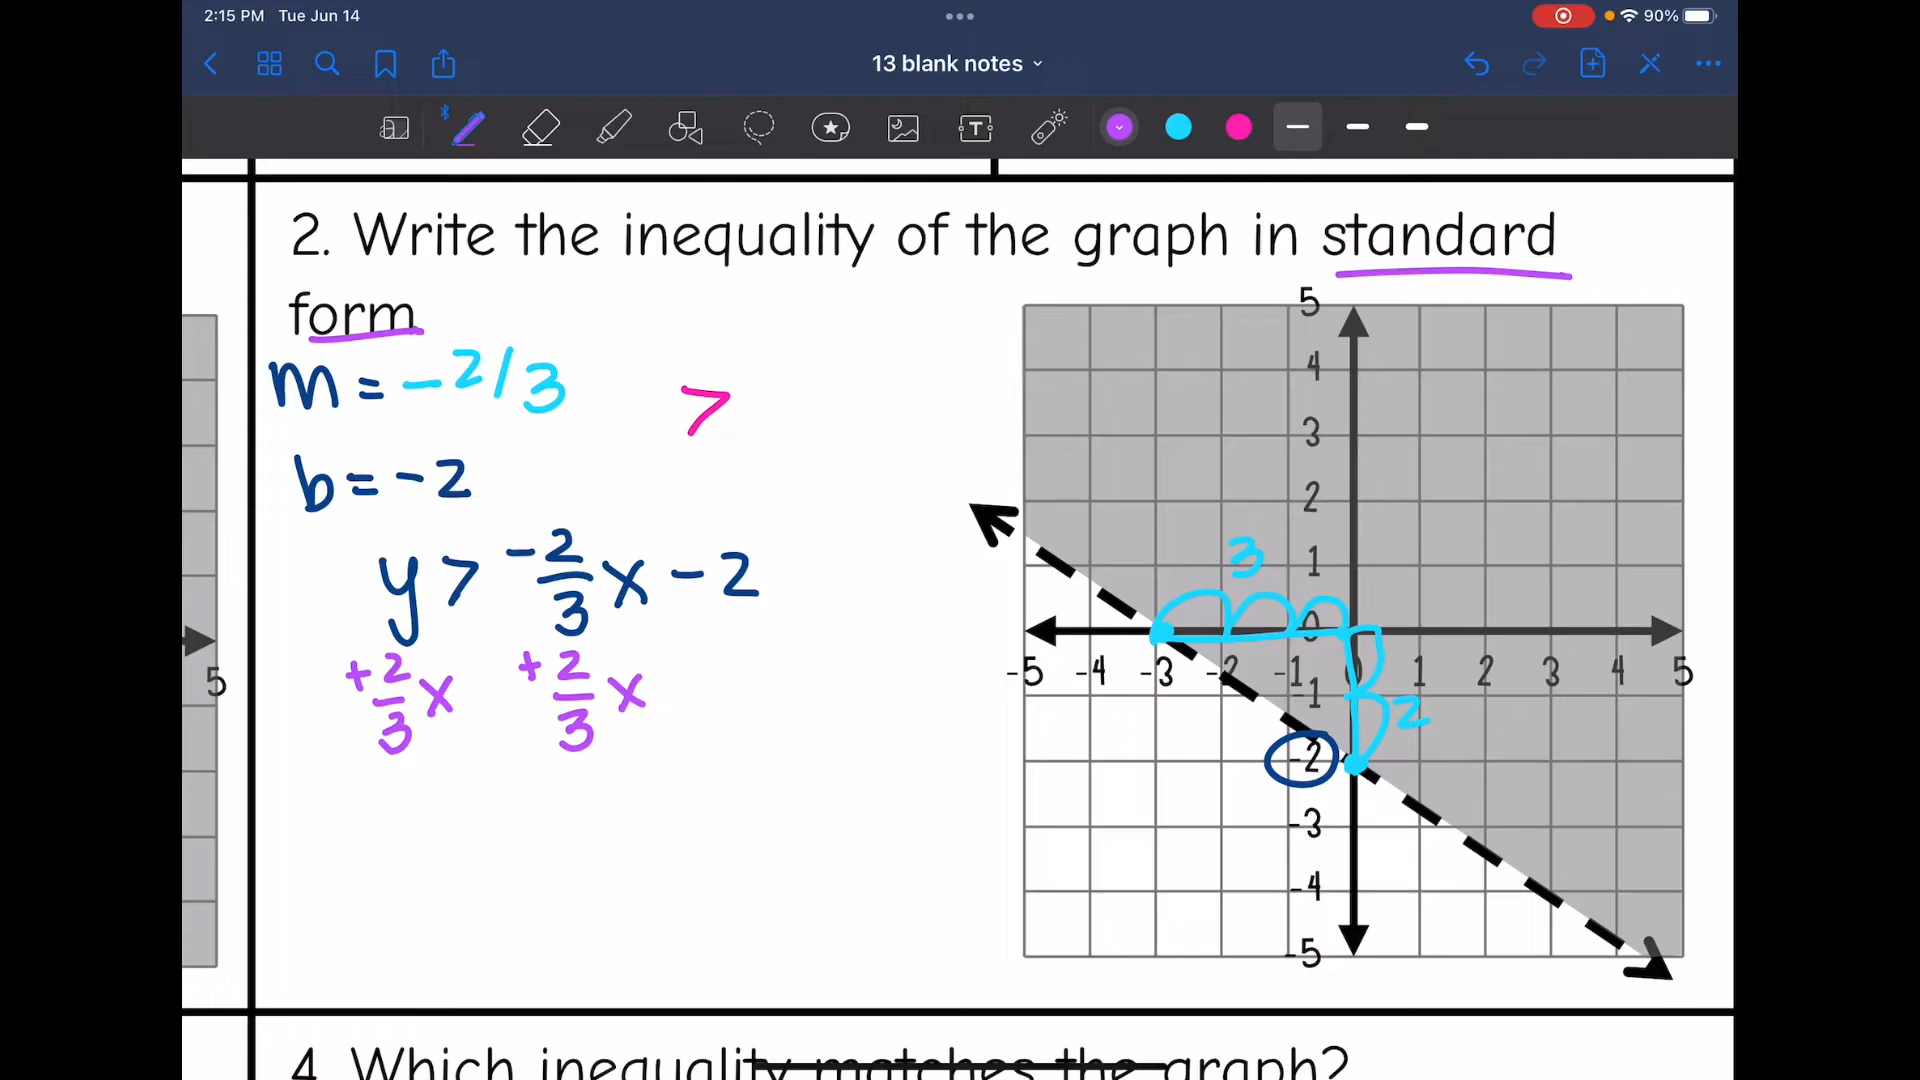 2:15 PM Tue Jun 14
90%
13 blank notes
T
2. Write the inequality of the graph in standard
form
m = -2/3
>
b = -2
y > -2/3 x - 2
+2/3 x +2/3 x
5
5
4
3
2
1
0
-5 -4 -3 -2 -1 0 1 2 3 4 5
-1
-2
-3
-4
-5
3
2
4. Which inequality matches the graph?